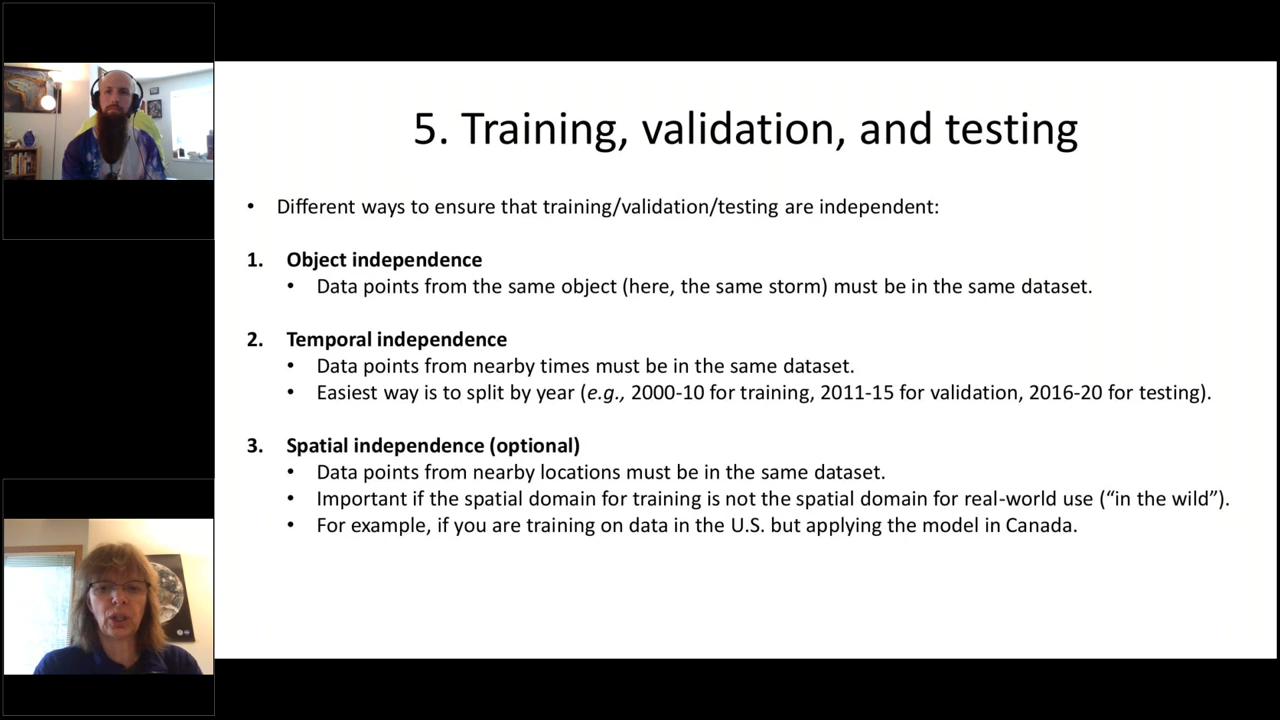 5. Training, validation, and testing
• Different ways to ensure that training/validation/testing are independent:
1. Object independence
• Data points from the same object (here, the same storm) must be in the same dataset.
2. Temporal independence
• Data points from nearby times must be in the same dataset.
• Easiest way is to split by year (e.g., 2000-10 for training, 2011-15 for validation, 2016-20 for testing).
3. Spatial independence (optional)
• Data points from nearby locations must be in the same dataset.
• Important if the spatial domain for training is not the spatial domain for real-world use (“in the wild”).
• For example, if you are training on data in the U.S. but applying the model in Canada.